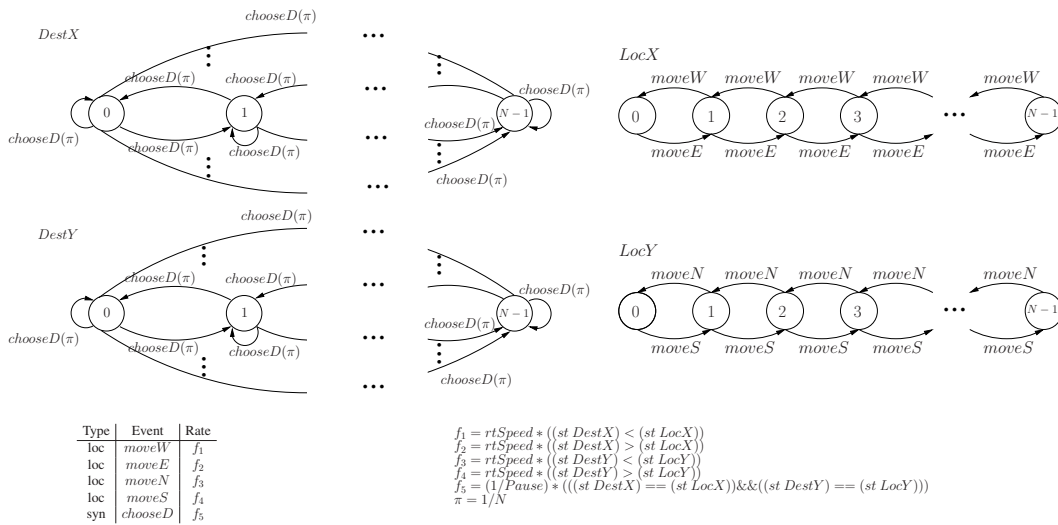 DestX
chooseD(π)
•••
chooseD(π) chooseD(π)
chooseD(π)
0 1 N−1
chooseD(π) chooseD(π) chooseD(π) chooseD(π)
chooseD(π)
•••
LocX
moveW moveW moveW moveW moveW
0 1 2 3 ••• N−1
moveE moveE moveE moveE moveE
DestY
chooseD(π)
•••
chooseD(π) chooseD(π)
chooseD(π)
0 1 N−1
chooseD(π) chooseD(π) chooseD(π) chooseD(π)
chooseD(π)
•••
LocY
moveN moveN moveN moveN moveN
0 1 2 3 ••• N−1
moveS moveS moveS moveS moveS
Type Event Rate
loc moveW f₁
loc moveE f₂
loc moveN f₃
loc moveS f₄
syn chooseD f₅
f₁ = rtSpeed ∗ ((st DestX) < (st LocX))
f₂ = rtSpeed ∗ ((st DestX) > (st LocX))
f₃ = rtSpeed ∗ ((st DestY) < (st LocY))
f₄ = rtSpeed ∗ ((st DestY) > (st LocY))
f₅ = (1/Pause) ∗ (((st DestX) == (st LocX))&&((st DestY) == (st LocY)))
π = 1/N